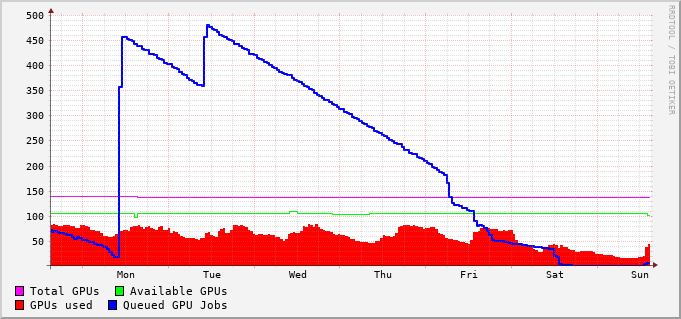 500
450
400
350
300
250
200
150
100
50
Mon Tue Wed Thu Fri Sat Sun
Total GPUs Available GPUs
GPUs used Queued GPU Jobs
RRDTOOL / TOBI OETIKER